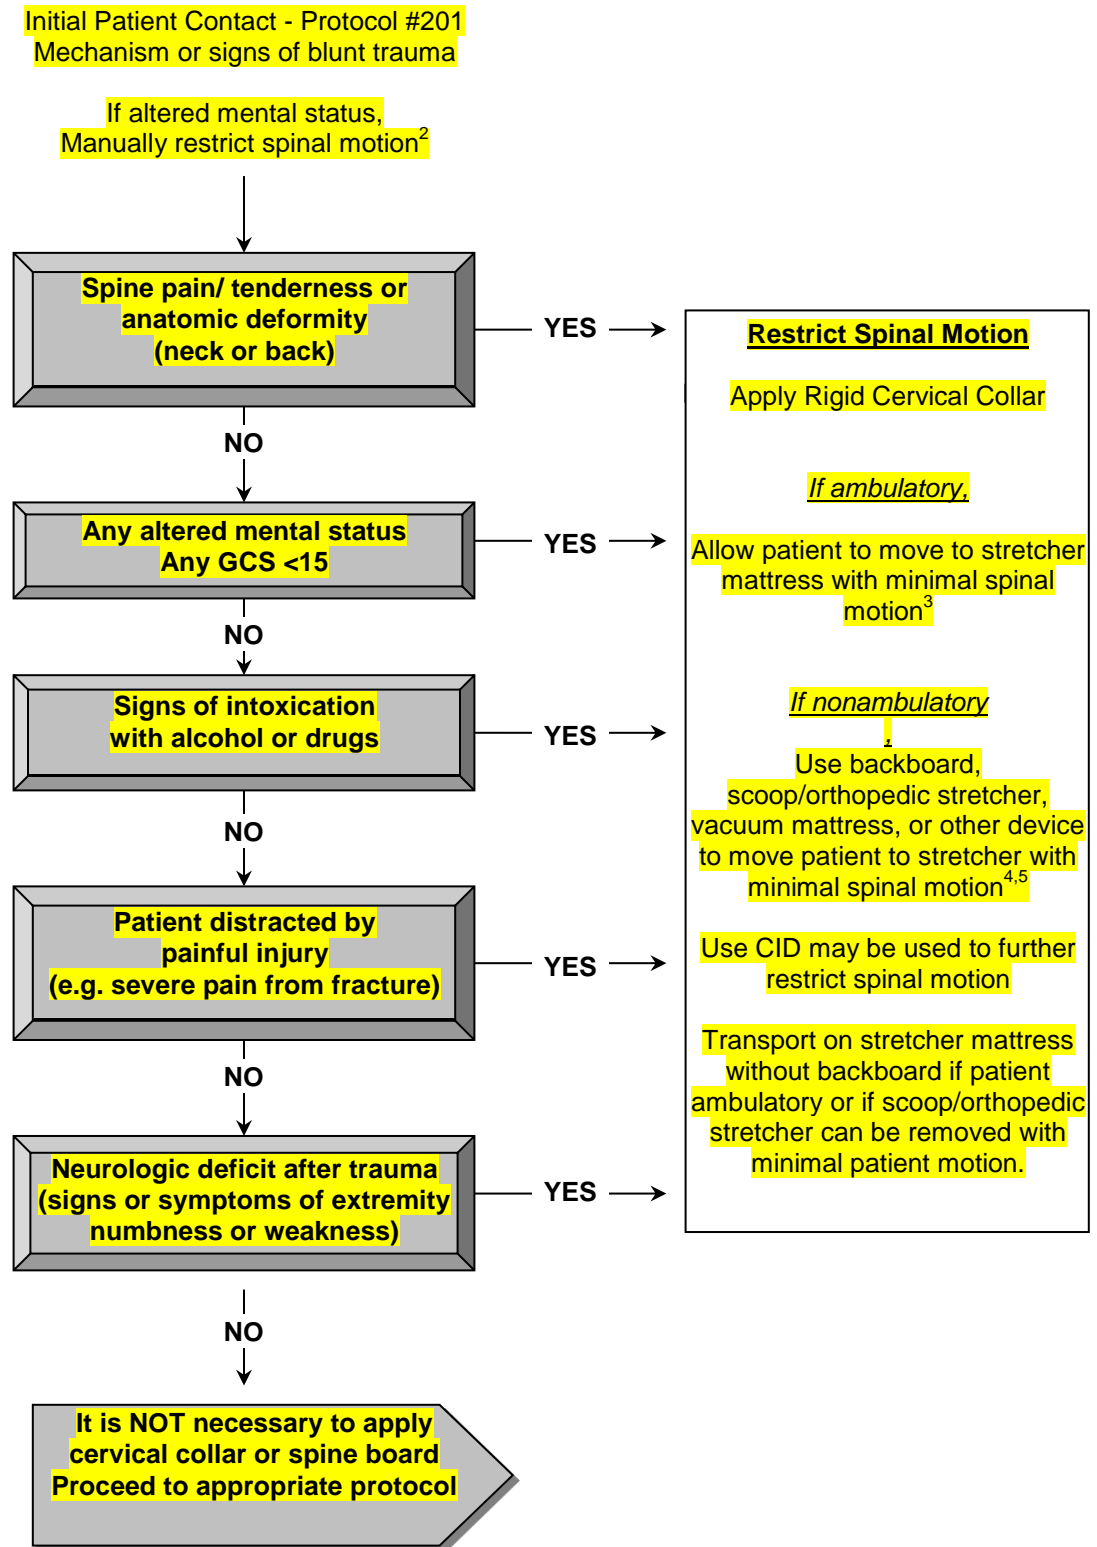 Initial Patient Contact - Protocol #201
Mechanism or signs of blunt trauma
If altered mental status,
Manually restrict spinal motion2
Spine pain/ tenderness or
anatomic deformity
(neck or back)
YES
NO
Any altered mental status
Any GCS <15
YES
NO
Signs of intoxication
with alcohol or drugs
YES
NO
Patient distracted by
painful injury
(e.g. severe pain from fracture)
YES
NO
Neurologic deficit after trauma
(signs or symptoms of extremity
numbness or weakness)
YES
NO
It is NOT necessary to apply
cervical collar or spine board
Proceed to appropriate protocol
Restrict Spinal Motion
Apply Rigid Cervical Collar
If ambulatory,
Allow patient to move to stretcher
mattress with minimal spinal
motion3
If nonambulatory
,
Use backboard,
scoop/orthopedic stretcher,
vacuum mattress, or other device
to move patient to stretcher with
minimal spinal motion4,5
Use CID may be used to further
restrict spinal motion
Transport on stretcher mattress
without backboard if patient
ambulatory or if scoop/orthopedic
stretcher can be removed with
minimal patient motion.